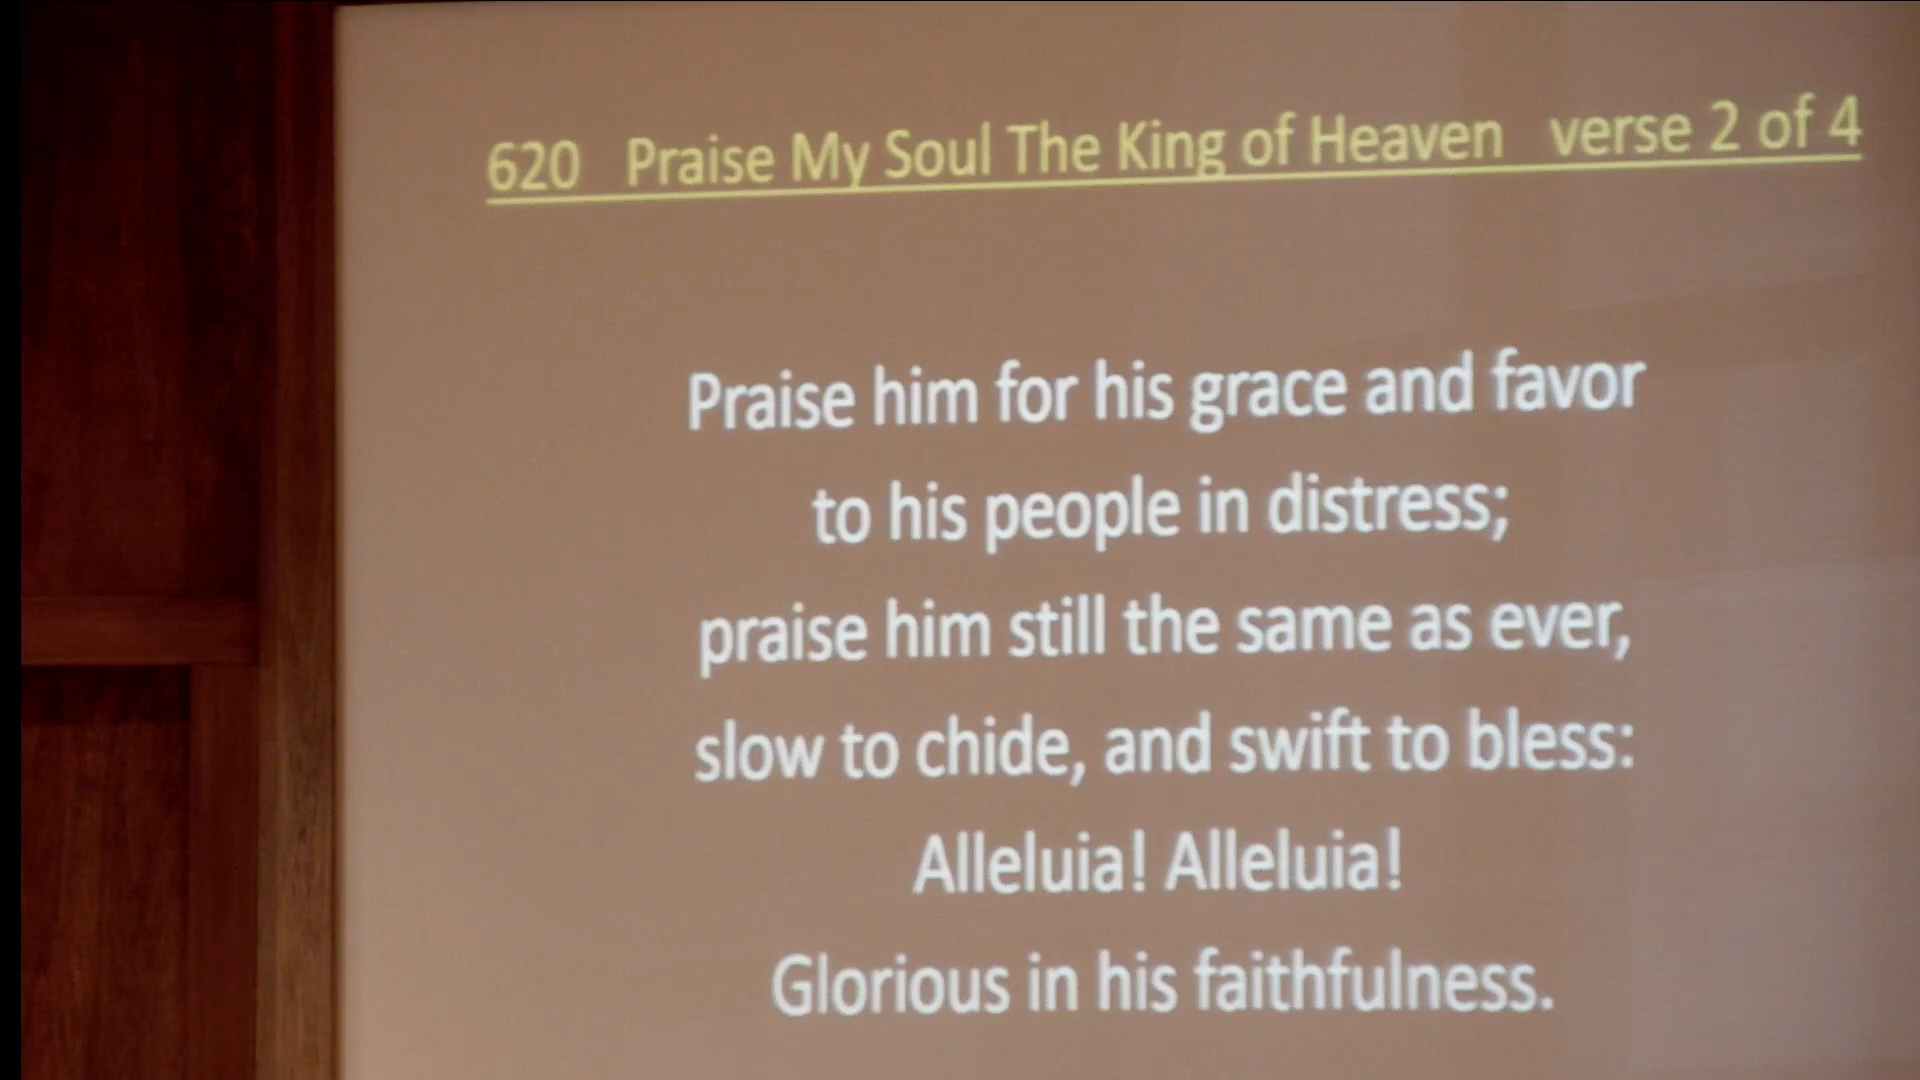 620 Praise My Soul The King of Heaven verse 2 of 4
Praise him for his grace and favor
to his people in distress;
praise him still the same as ever,
slow to chide, and swift to bless:
Alleluia! Alleluia!
Glorious in his faithfulness.